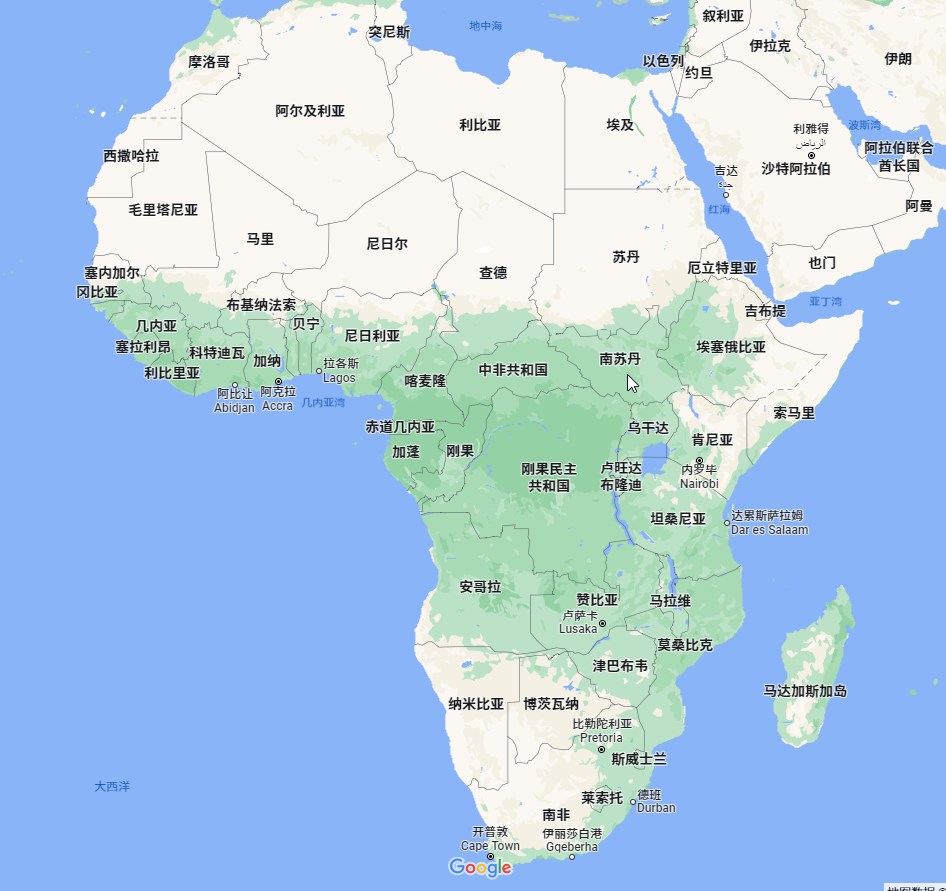 叙利亚
地中海
突尼斯
伊拉克
伊朗
摩洛哥
以色列
约旦
阿尔及利亚
利比亚
埃及
利雅得
الرياض
波斯湾
阿拉伯联合
酋长国
西撒哈拉
沙特阿拉伯
吉达
جدة
毛里塔尼亚
红海
阿曼
马里
尼日尔
苏丹
也门
塞内加尔
查德
厄立特里亚
冈比亚
布基纳法索
亚丁湾
吉布提
几内亚
贝宁
尼日利亚
塞拉利昂
科特迪瓦
埃塞俄比亚
加纳
南苏丹
利比里亚
拉各斯
Lagos
中非共和国
喀麦隆
阿比让
Abidjan
阿克拉
Accra
几内亚湾
索马里
赤道几内亚
乌干达
肯尼亚
加蓬
刚果
刚果民主
共和国
卢旺达
布隆迪
内罗毕
Nairobi
坦桑尼亚
达累斯萨拉姆
Dar es Salaam
安哥拉
赞比亚
马拉维
卢萨卡
Lusaka
莫桑比克
津巴布韦
马达加斯加岛
纳米比亚
博茨瓦纳
比勒陀利亚
Pretoria
斯威士兰
大西洋
莱索托
德班
Durban
南非
开普敦
Cape Town
伊丽莎白港
Gqeberha
Google